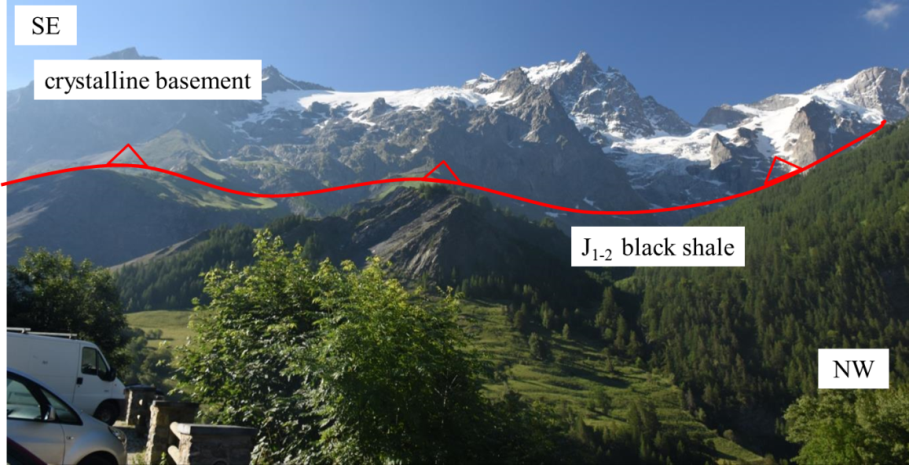 SE
crystalline basement
J₁₋₂ black shale
NW